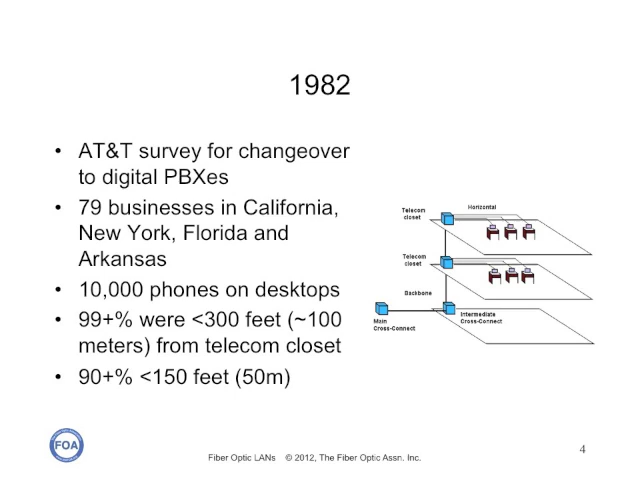 1982
• AT&T survey for changeover
to digital PBXes
• 79 businesses in California,
New York, Florida and
Arkansas
• 10,000 phones on desktops
• 99+% were <300 feet (~100
meters) from telecom closet
• 90+% <150 feet (50m)
Telecom
closet
Horizontal
Telecom
closet
Backbone
Main
Cross-Connect
Intermediate
Cross-Connect
FOA
Fiber Optic LANs © 2012, The Fiber Optic Assn. Inc.
4